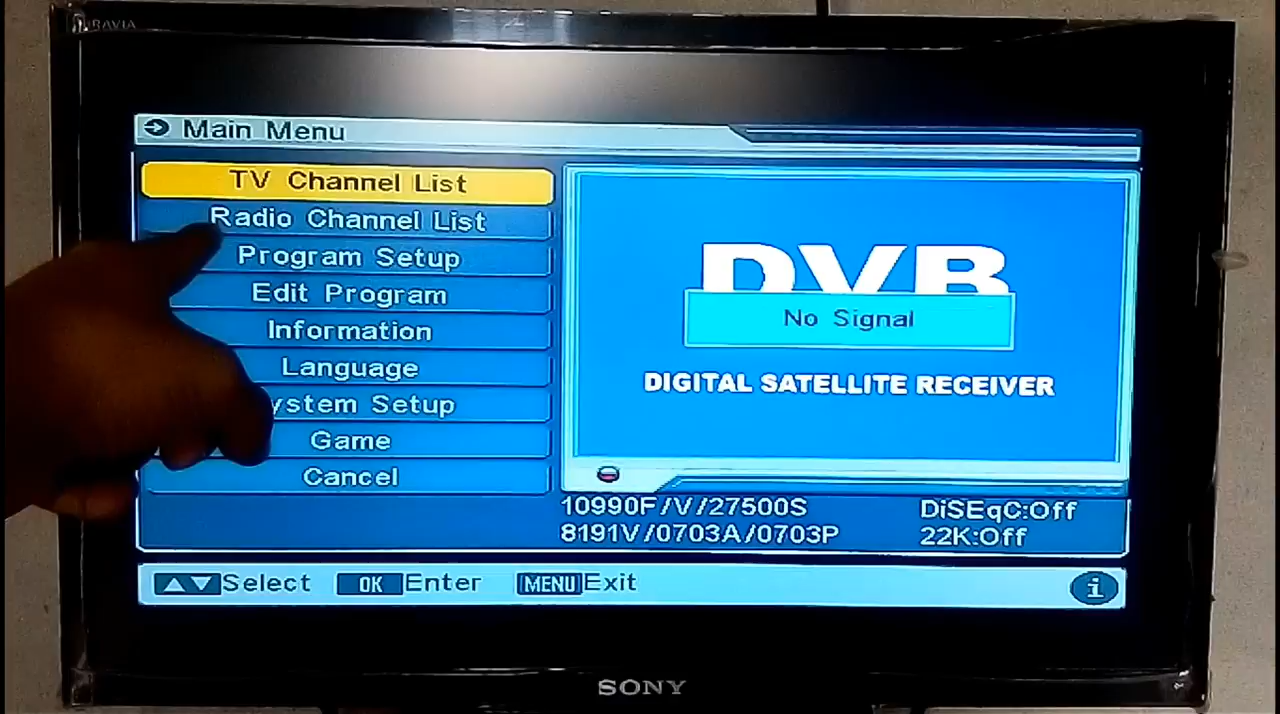 BRAVIA
Main Menu
TV Channel List
Radio Channel List
Program Setup
Edit Program
Information
Language
ystem Setup
Game
Cancel
DVB
No Signal
DIGITAL SATELLITE RECEIVER
10990F/V/27500S
DiSEqC:Off
8191V/0703A/0703P
22K:Off
Select
OK Enter
MENU Exit
i
SONY